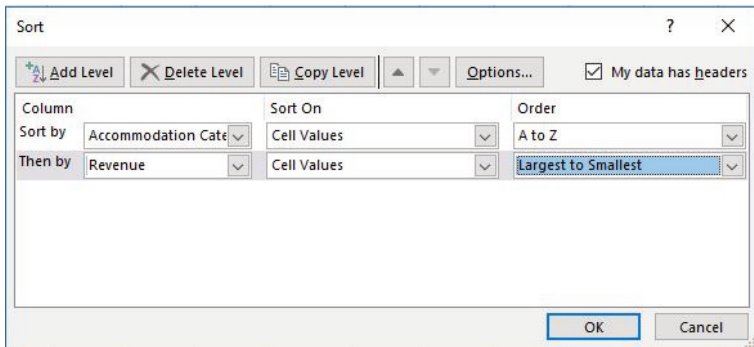 Sort ? X
Add Level Delete Level Copy Level Options... My data has headers
Column Sort On Order
Sort by Accommodation Cate Cell Values A to Z
Then by Revenue Cell Values Largest to Smallest
OK Cancel